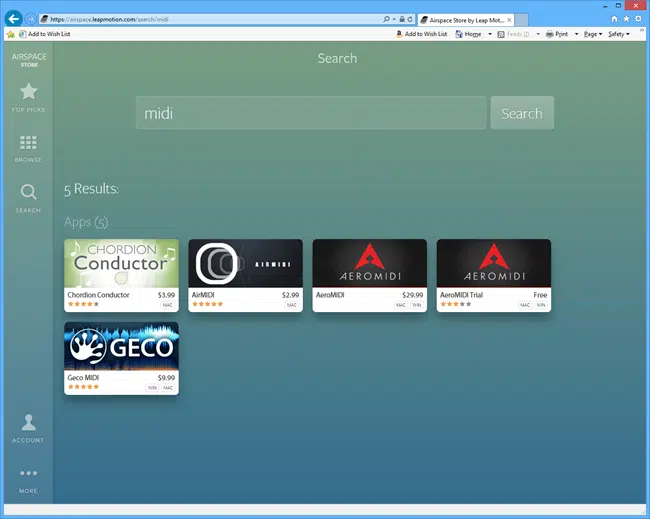 https://airspace.leapmotion.com/search/midi
Airspace Store by Leap Mot...
Add to Wish List
Add to Wish List
Home
Feeds (J)
Print
Page
Safety
AIRSPACE
STORE
TOP PICKS
BROWSE
SEARCH
ACCOUNT
MORE
Search
midi
Search
5 Results:
Apps (5)
CHORDION
Conductor
Chordion Conductor $3.99
MAC
AIRMIDI
AirMIDI $2.99
MAC
AEROMIDI
AeroMIDI $29.99
MAC WIN
AEROMIDI
AeroMIDI Trial Free
MAC WIN
GECO
Geco MIDI $9.99
WIN MAC